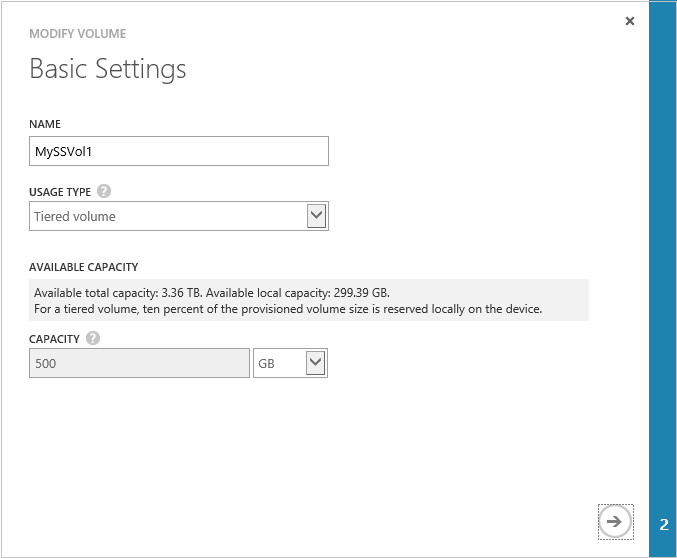 MODIFY VOLUME
Basic Settings
NAME
MySSVol1
USAGE TYPE ?
Tiered volume
AVAILABLE CAPACITY
Available total capacity: 3.36 TB. Available local capacity: 299.39 GB.
For a tiered volume, ten percent of the provisioned volume size is reserved locally on the device.
CAPACITY ?
500 GB
2